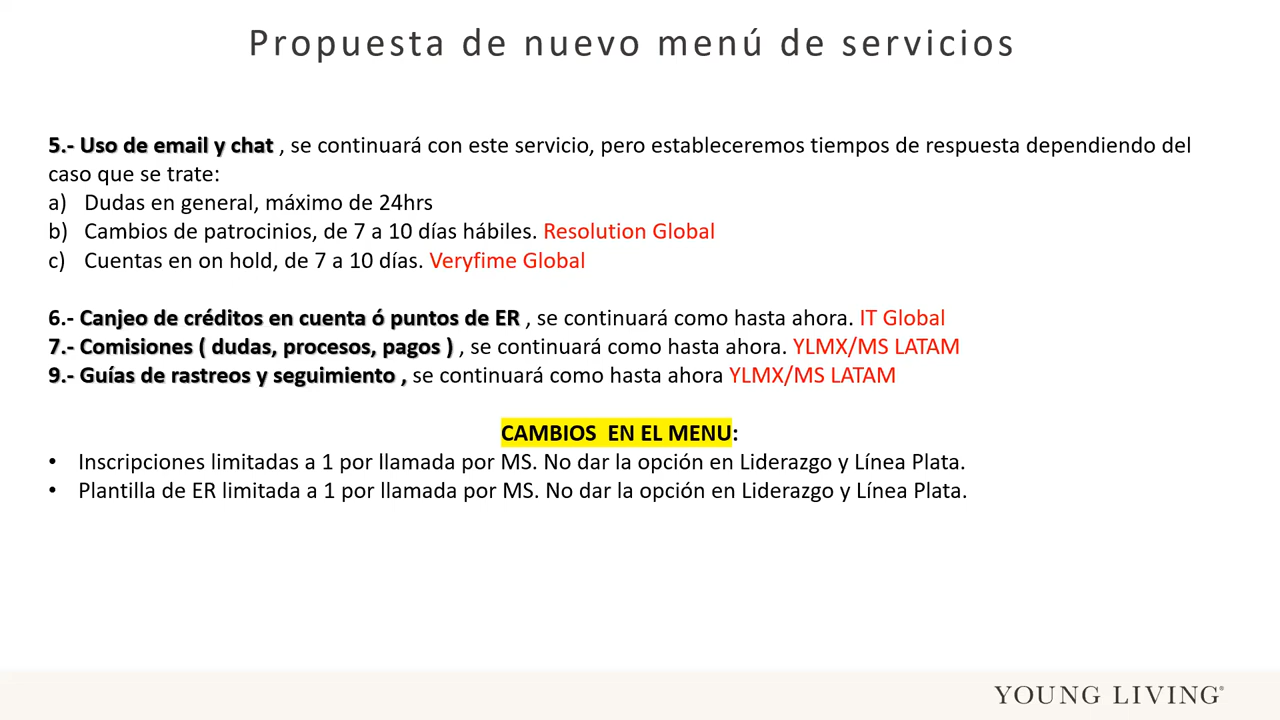 Propuesta de nuevo menú de servicios
5.- Uso de email y chat , se continuará con este servicio, pero estableceremos tiempos de respuesta dependiendo del
caso que se trate:
a) Dudas en general, máximo de 24hrs
b) Cambios de patrocinios, de 7 a 10 días hábiles. Resolution Global
c) Cuentas en on hold, de 7 a 10 días. Veryfime Global
6.- Canjeo de créditos en cuenta ó puntos de ER , se continuará como hasta ahora. IT Global
7.- Comisiones ( dudas, procesos, pagos ) , se continuará como hasta ahora. YLMX/MS LATAM
9.- Guías de rastreos y seguimiento , se continuará como hasta ahora YLMX/MS LATAM
CAMBIOS EN EL MENU:
• Inscripciones limitadas a 1 por llamada por MS. No dar la opción en Liderazgo y Línea Plata.
• Plantilla de ER limitada a 1 por llamada por MS. No dar la opción en Liderazgo y Línea Plata.
YOUNG LIVING®